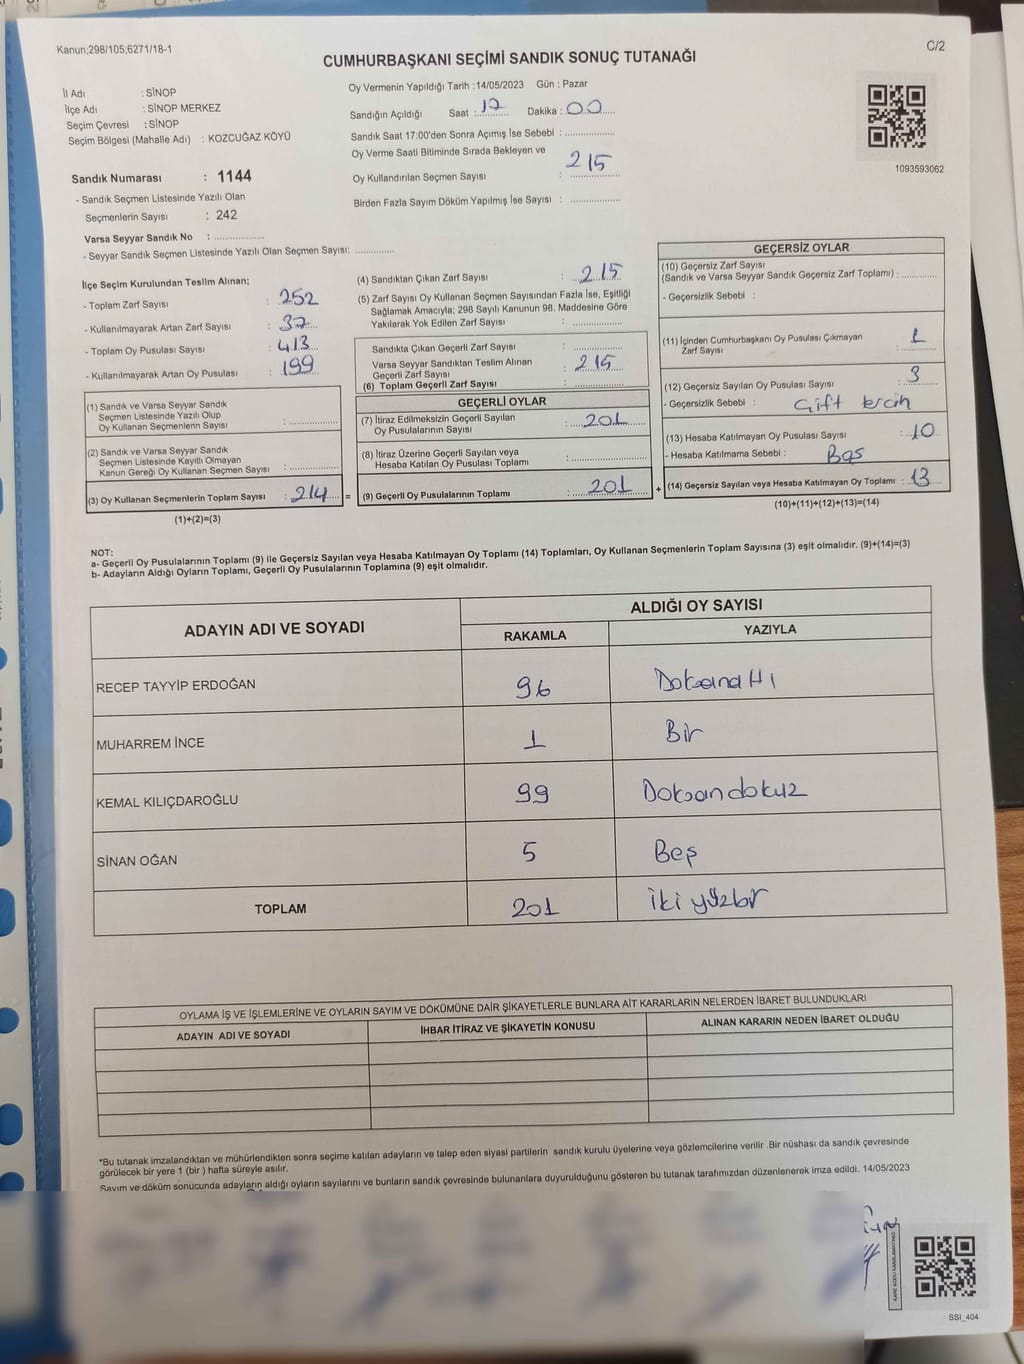 Kanun;298/105;6271/18-1
C/2
CUMHURBAŞKANI SEÇİMİ SANDIK SONUÇ TUTANAĞI
İl Adı : SİNOP
İlçe Adı : SİNOP MERKEZ
Seçim Çevresi : SİNOP
Seçim Bölgesi (Mahalle Adı) : KOZCUĞAZ KÖYÜ
Sandık Numarası : 1144
- Sandık Seçmen Listesinde Yazılı Olan
Seçmenlerin Sayısı : 242
Varsa Seyyar Sandık No : ...............
- Seyyar Sandık Seçmen Listesinde Yazılı Olan Seçmen Sayısı: ............
Oy Vermenin Yapıldığı Tarih : 14/05/2023 Gün : Pazar
Sandığın Açıldığı Saat : 17 Dakika : 00
Sandık Saat 17:00'den Sonra Açımış İse Sebebi : ................
Oy Verme Saati Bitiminde Sırada Bekleyen ve
Oy Kullandırılan Seçmen Sayısı : 215
Birden Fazla Sayım Döküm Yapılmış İse Sayısı : ................
1093593062
İlçe Seçim Kurulundan Teslim Alınan;
- Toplam Zarf Sayısı : 252
- Kullanılmayarak Artan Zarf Sayısı : 37
- Toplam Oy Pusulası Sayısı : 413
- Kullanılmayarak Artan Oy Pusulası : 199
(1) Sandık ve Varsa Seyyar Sandık
Seçmen Listesinde Yazılı Olup
Oy Kullanan Seçmenlerin Sayısı : ...............
(2) Sandık ve Varsa Seyyar Sandık
Seçmen Listesinde Kayıtlı Olmayan
Kanun Gereği Oy Kullanan Seçmen Sayısı : ...............
(3) Oy Kullanan Seçmenlerin Toplam Sayısı : 214 =
(1)+(2)=(3)
(4) Sandıktan Çıkan Zarf Sayısı : 215
(5) Zarf Sayısı Oy Kullanan Seçmen Sayısından Fazla İse, Eşitliği
Sağlamak Amacıyla; 298 Sayılı Kanunun 98. Maddesine Göre
Yakılarak Yok Edilen Zarf Sayısı : ...............
Sandıkta Çıkan Geçerli Zarf Sayısı : ...............
Varsa Seyyar Sandıktan Teslim Alınan
Geçerli Zarf Sayısı : 215
(6) Toplam Geçerli Zarf Sayısı : ...............
GEÇERLİ OYLAR
(7) İtiraz Edilmeksizin Geçerli Sayılan
Oy Pusulalarının Sayısı : 201
(8) İtiraz Üzerine Geçerli Sayılan veya
Hesaba Katılan Oy Pusulası Toplamı : ...............
(9) Geçerli Oy Pusulalarının Toplamı : 201 +
GEÇERSİZ OYLAR
(10) Geçersiz Zarf Sayısı
(Sandık ve Varsa Seyyar Sandık Geçersiz Zarf Toplamı) : ............
- Geçersizlik Sebebi :
(11) İçinden Cumhurbaşkanı Oy Pusulası Çıkmayan
Zarf Sayısı : 1
(12) Geçersiz Sayılan Oy Pusulası Sayısı : 3
- Geçersizlik Sebebi : Çift tercih
(13) Hesaba Katılmayan Oy Pusulası Sayısı : 10
- Hesaba Katılmama Sebebi : Boş
(14) Geçersiz Sayılan veya Hesaba Katılmayan Oy Toplamı : 13
(10)+(11)+(12)+(13)=(14)
NOT:
a- Geçerli Oy Pusulalarının Toplamı (9) ile Geçersiz Sayılan veya Hesaba Katılmayan Oy Toplamı (14) Toplamları, Oy Kullanan Seçmenlerin Toplam Sayısına (3) eşit olmalıdır. (9)+(14)=(3)
b- Adayların Aldığı Oyların Toplamı, Geçerli Oy Pusulalarının Toplamına (9) eşit olmalıdır.
ADAYIN ADI VE SOYADI
ALDIĞI OY SAYISI
RAKAMLA YAZIYLA
RECEP TAYYİP ERDOĞAN 96 Doksanaltı
MUHARREM İNCE 1 Bir
KEMAL KILIÇDAROĞLU 99 Doksandokuz
SİNAN OĞAN 5 Beş
TOPLAM 201 İki yüzbir
OYLAMA İŞ VE İŞLEMLERİNE VE OYLARIN SAYIM VE DÖKÜMÜNE DAİR ŞİKAYETLERLE BUNLARA AİT KARARLARIN NELERDEN İBARET BULUNDUKLARI
ADAYIN ADI VE SOYADI İHBAR İTİRAZ VE ŞİKAYETİN KONUSU ALINAN KARARIN NEDEN İBARET OLDUĞU
*Bu tutanak imzalandıktan ve mühürlendikten sonra seçime katılan adayların ve talep eden siyasi partilerin sandık kurulu üyelerine veya gözlemcilerine verilir .Bir nüshası da sandık çevresinde
görülecek bir yere 1 (bir ) hafta süreyle asılır.
Sayım ve döküm sonucunda adayların aldığı oyların sayılarını ve bunların sandık çevresinde bulunanlara duyurulduğunu gösteren bu tutanak tarafımızdan düzenlenerek imza edildi. 14/05/2023
KARE KODU KARALAMAYINIZ!
SSI_404